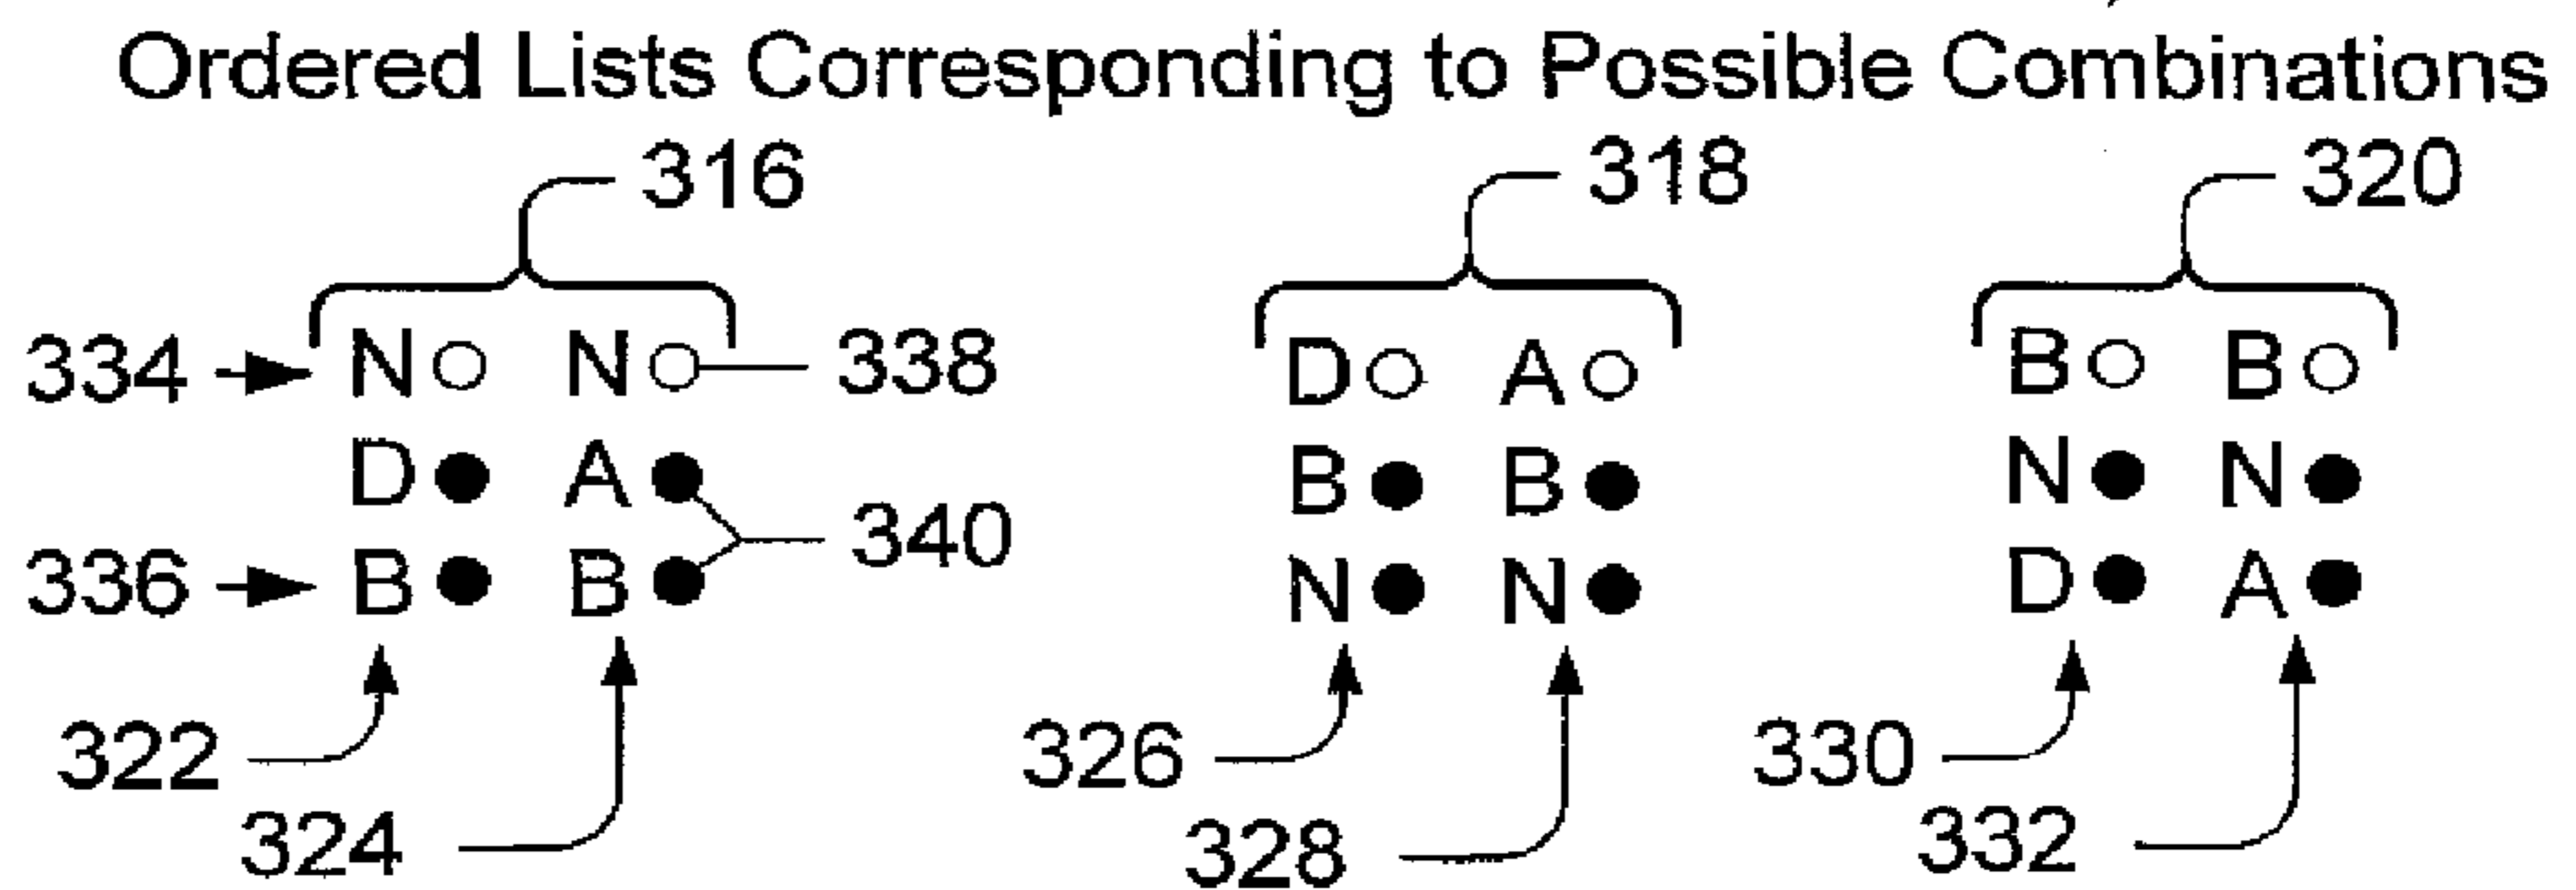 Ordered Lists Corresponding to Possible Combinations
316 318 320
334 N N 338 D A B B
D A B B N N
340
336 B B N N D A
322 326 330
324 328 332